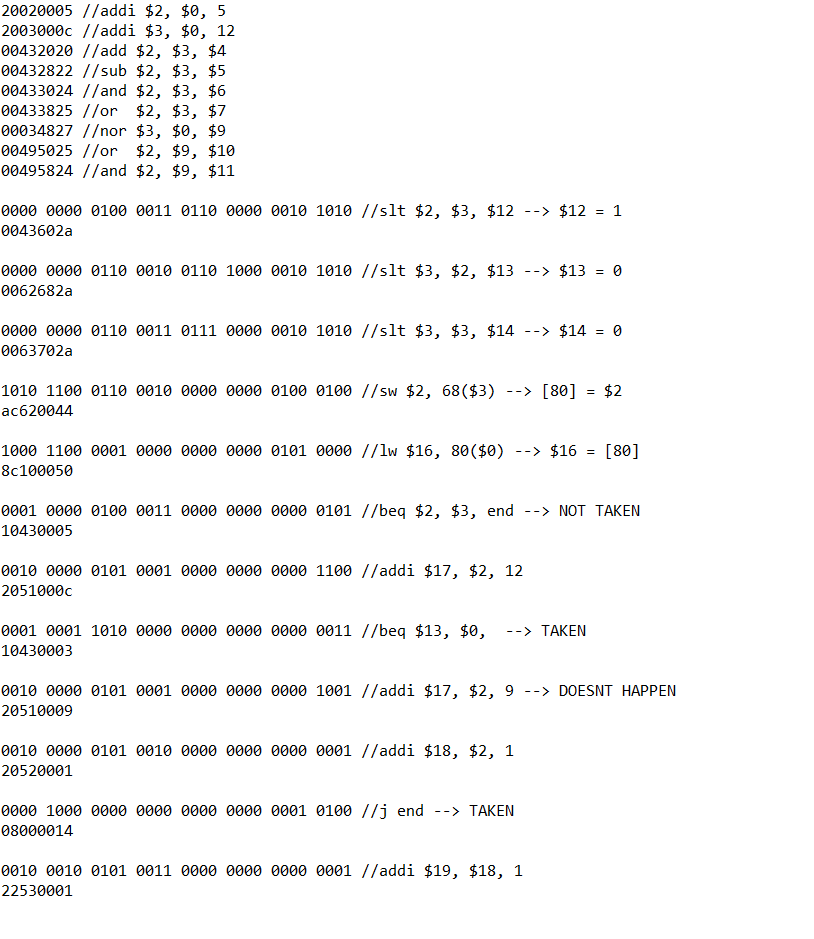 20020005 //addi $2, $0, 5
2003000c //addi $3, $0, 12
00432020 //add $2, $3, $4
00432822 //sub $2, $3, $5
00433024 //and $2, $3, $6
00433825 //or  $2, $3, $7
00034827 //nor $3, $0, $9
00495025 //or  $2, $9, $10
00495824 //and $2, $9, $11
0000 0000 0100 0011 0110 0000 0010 1010 //slt $2, $3, $12 --> $12 = 1
0043602a
0000 0000 0110 0010 0110 1000 0010 1010 //slt $3, $2, $13 --> $13 = 0
0062682a
0000 0000 0110 0011 0111 0000 0010 1010 //slt $3, $3, $14 --> $14 = 0
0063702a
1010 1100 0110 0010 0000 0000 0100 0100 //sw $2, 68($3) --> [80] = $2
ac620044
1000 1100 0001 0000 0000 0000 0101 0000 //lw $16, 80($0) --> $16 = [80]
8c100050
0001 0000 0100 0011 0000 0000 0000 0101 //beq $2, $3, end --> NOT TAKEN
10430005
0010 0000 0101 0001 0000 0000 0000 1100 //addi $17, $2, 12
2051000c
0001 0001 1010 0000 0000 0000 0000 0011 //beq $13, $0,  --> TAKEN
10430003
0010 0000 0101 0001 0000 0000 0000 1001 //addi $17, $2, 9 --> DOESNT HAPPEN
20510009
0010 0000 0101 0010 0000 0000 0000 0001 //addi $18, $2, 1
20520001
0000 1000 0000 0000 0000 0000 0001 0100 //j end --> TAKEN
08000014
0010 0010 0101 0011 0000 0000 0000 0001 //addi $19, $18, 1
22530001